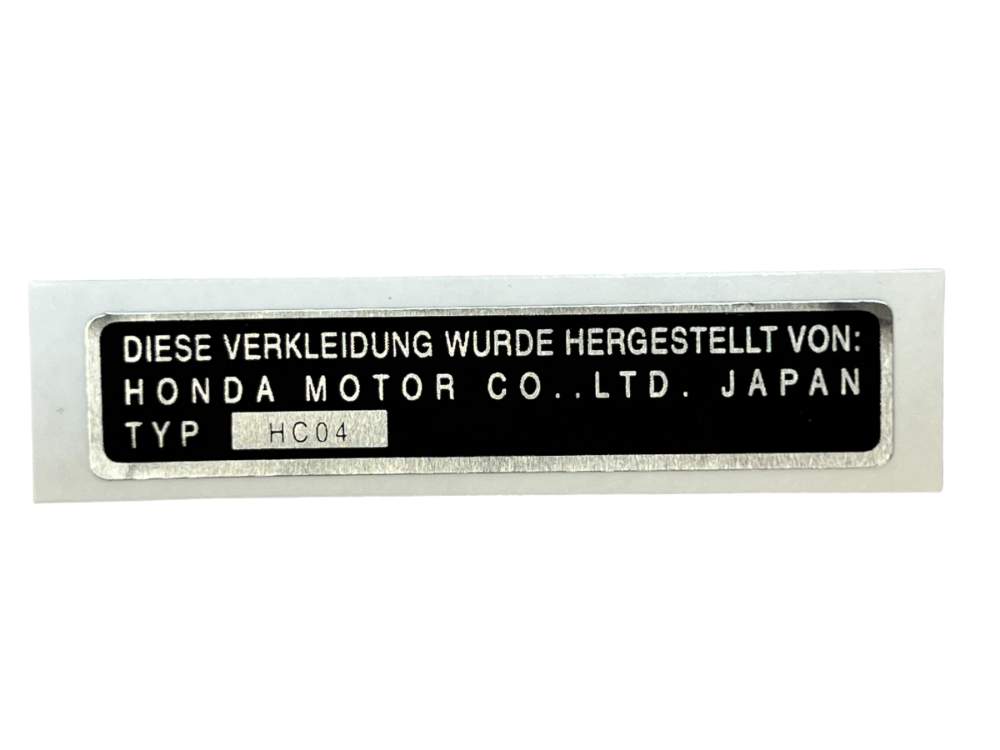 DIESE VERKLEIDUNG WURDE HERGESTELLT VON:
HONDA MOTOR CO..LTD. JAPAN
TYP HC04